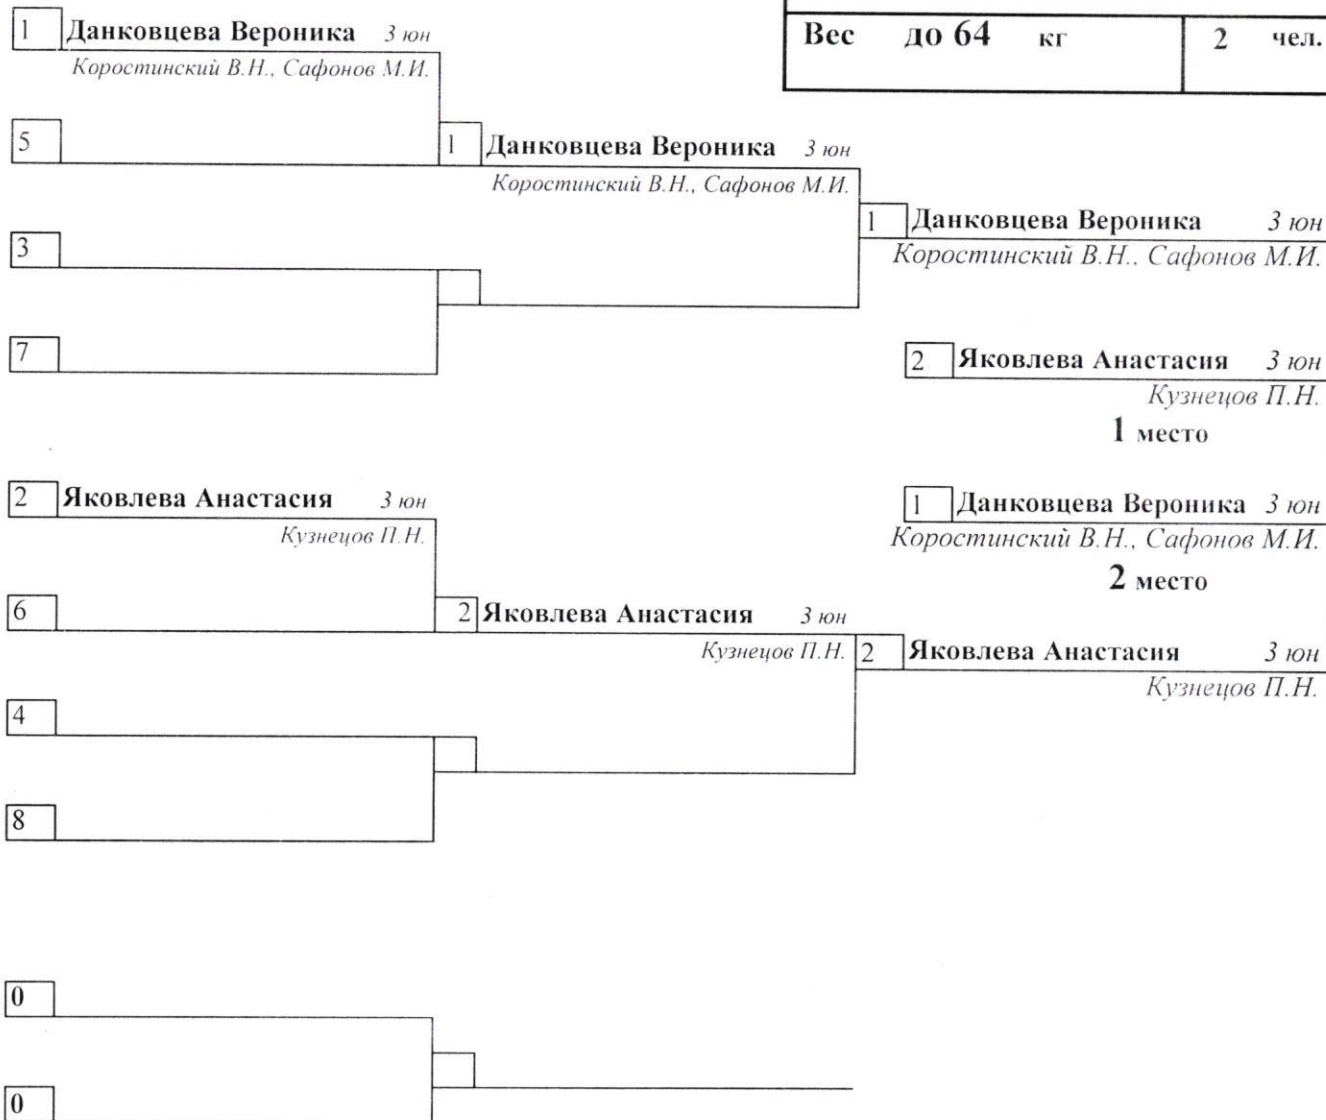 Вес до 64 кг 2 чел.
1 Данковцева Вероника 3 юн
Коростинский В.Н., Сафонов М.И.
5
1 Данковцева Вероника 3 юн
Коростинский В.Н., Сафонов М.И.
1 Данковцева Вероника 3 юн
Коростинский В.Н., Сафонов М.И.
3
7
2 Яковлева Анастасия 3 юн
Кузнецов П.Н.
1 место
2 Яковлева Анастасия 3 юн
Кузнецов П.Н.
1 Данковцева Вероника 3 юн
Коростинский В.Н., Сафонов М.И.
2 место
6
2 Яковлева Анастасия 3 юн
Кузнецов П.Н.
2 Яковлева Анастасия 3 юн
Кузнецов П.Н.
4
8
0
0